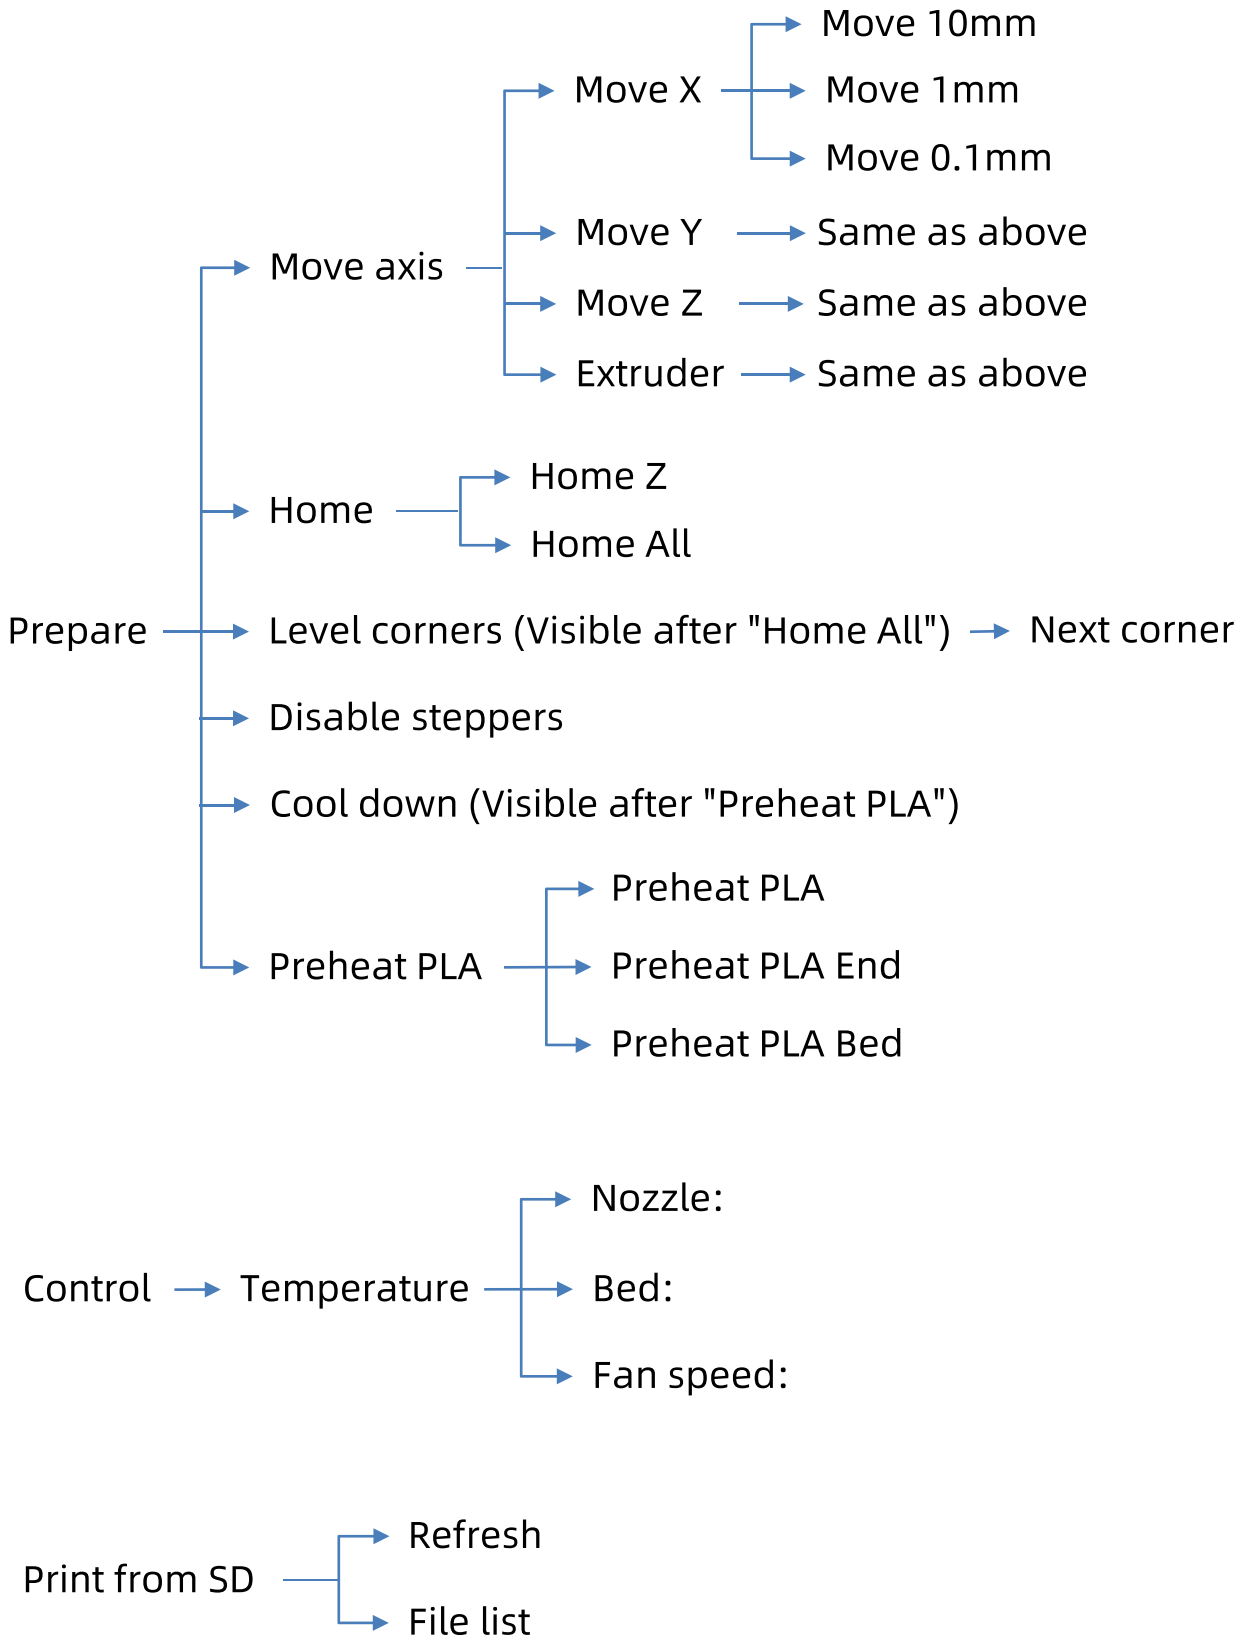 Move 10mm
Move X
Move 1mm
Move 0.1mm
Move Y
Same as above
Move axis
Move Z
Same as above
Extruder
Same as above
Home Z
Home
Home All
Prepare
Level corners (Visible after "Home All")
Next corner
Disable steppers
Cool down (Visible after "Preheat PLA")
Preheat PLA
Preheat PLA
Preheat PLA End
Preheat PLA Bed
Nozzle:
Control
Temperature
Bed:
Fan speed:
Refresh
Print from SD
File list